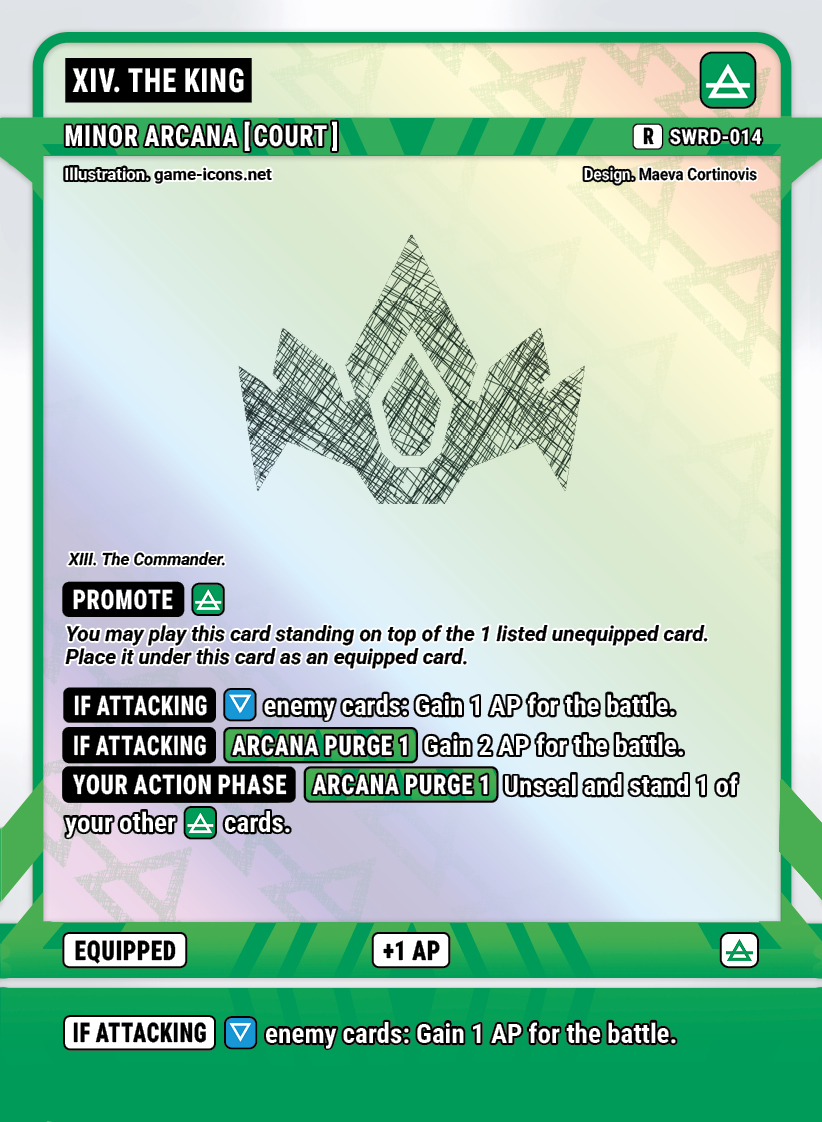 XIV. THE KING
MINOR ARCANA [COURT]
R SWRD-014
Illustration. game-icons.net
Design. Maeva Cortinovis
XIII. The Commander.
PROMOTE
You may play this card standing on top of the 1 listed unequipped card.
Place it under this card as an equipped card.
IF ATTACKING enemy cards: Gain 1 AP for the battle.
IF ATTACKING ARCANA PURGE 1 Gain 2 AP for the battle.
YOUR ACTION PHASE ARCANA PURGE 1 Unseal and stand 1 of
your other cards.
EQUIPPED
+1 AP
IF ATTACKING enemy cards: Gain 1 AP for the battle.